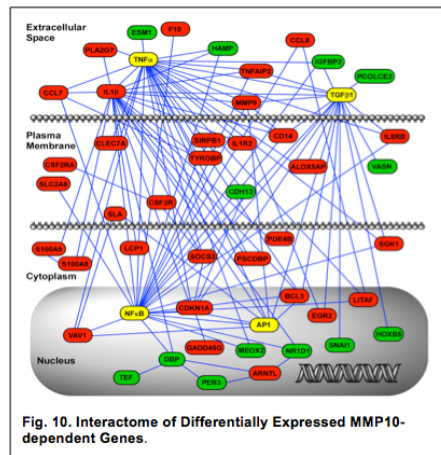 Extracellular
Space
ESM1
F10
CCL8
PLA2G7
HAMP
IGFBP3
TNFα
TNFAIP2
PCOLCE2
CCL7
IL1β
TGFβ1
MMP9
Plasma
Membrane
SIRPB1
IL1R2
CD14
IL8RB
CLEC7A
TYROBP
ALOX5AP
VASN
CSF2RA
SLC2A6
CSF3R
CDH13
SLA
PDE4B
SGK1
S100A9
LCP1
SOCS3
PSCDBP
S100A8
Cytoplasm
BCL3
LITAF
NFκB
CDKN1A
EGR2
HOXB5
AP1
VAV1
GADD45G
MEOX2
NR1D1
SNAI1
Nucleus
DBP
TEF
PER3
ARNTL
Fig. 10. Interactome of Differentially Expressed MMP10-
dependent Genes.